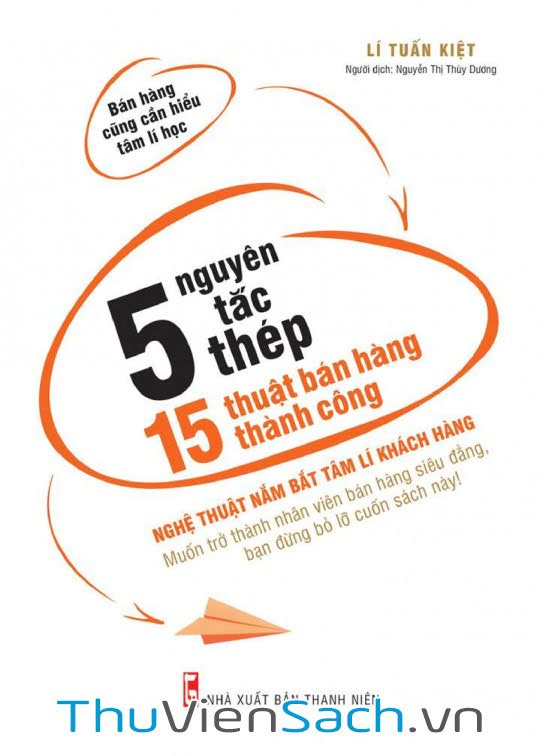 LÍ TUẤN KIỆT
Người dịch: Nguyễn Thị Thùy Dương
Bán hàng
cũng cần hiểu
tâm lí học
5 nguyên
tắc
thép
15 thuật bán hàng
thành công
NGHỆ THUẬT NẮM BẮT TÂM LÍ KHÁCH HÀNG
Muốn trở thành nhân viên bán hàng siêu đẳng,
bạn đừng bỏ lỡ cuốn sách này!
NHÀ XUẤT BẢN THANH NIÊN
ThuVienSach.vn